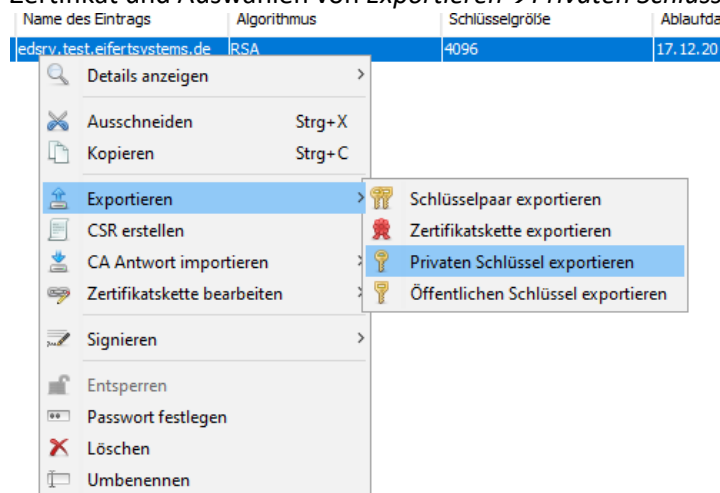 Zertifikat und Auswählen von Exportieren → Privaten Schlüss
Name des Eintrags Algorithmus Schlüsselgröße Ablaufda
edsrv.test.eifertsystems.de RSA 4096 17.12.20
Details anzeigen
Ausschneiden Strg+X
Kopieren Strg+C
Exportieren Schlüsselpaar exportieren
CSR erstellen Zertifikatskette exportieren
CA Antwort importieren Privaten Schlüssel exportieren
Zertifikatskette bearbeiten Öffentlichen Schlüssel exportieren
Signieren
Entsperren
Passwort festlegen
Löschen
Umbenennen